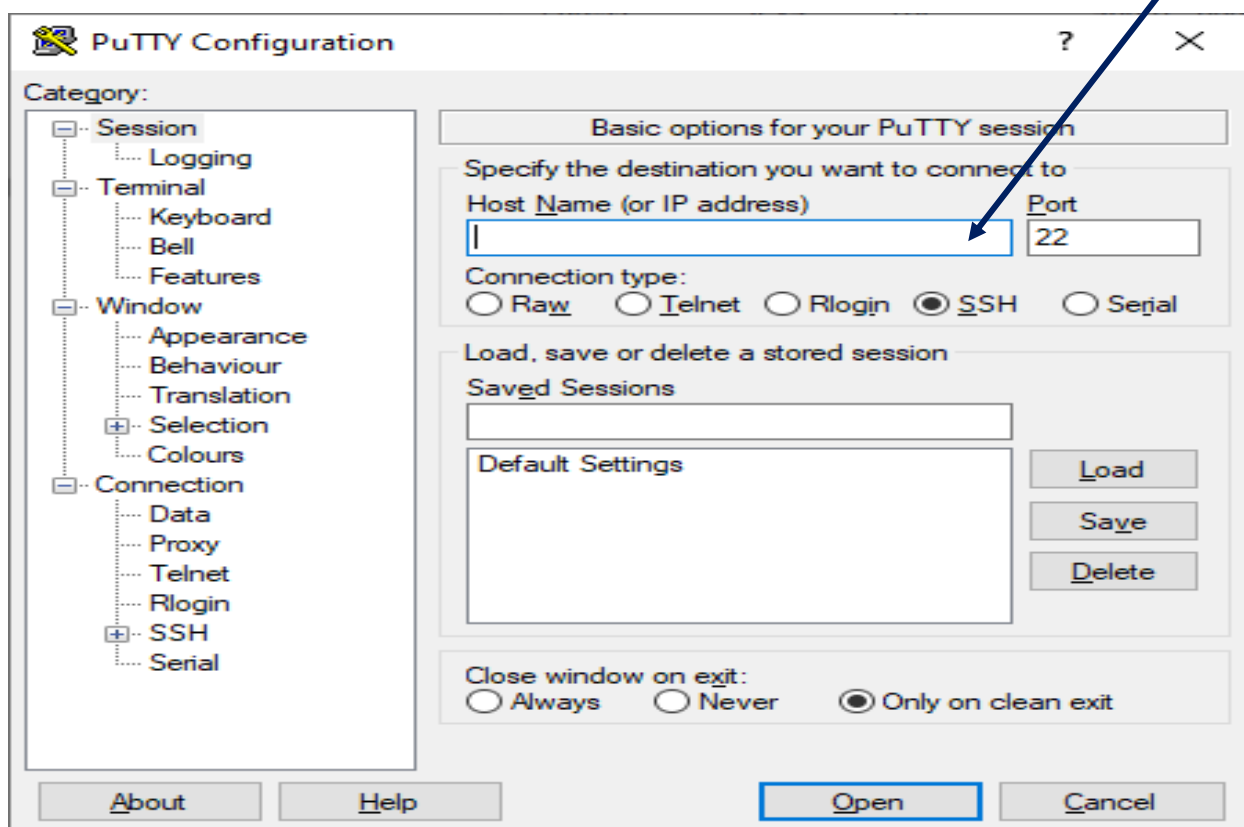 PuTTY Configuration
?
Category:
Session
Logging
Terminal
Keyboard
Bell
Features
Window
Appearance
Behaviour
Translation
Selection
Colours
Connection
Data
Proxy
Telnet
Rlogin
SSH
Serial
Basic options for your PuTTY session
Specify the destination you want to connect to
Host Name (or IP address) Port
22
Connection type:
Raw Telnet Rlogin SSH Serial
Load, save or delete a stored session
Saved Sessions
Default Settings
Load
Save
Delete
Close window on exit:
Always Never Only on clean exit
About Help Open Cancel